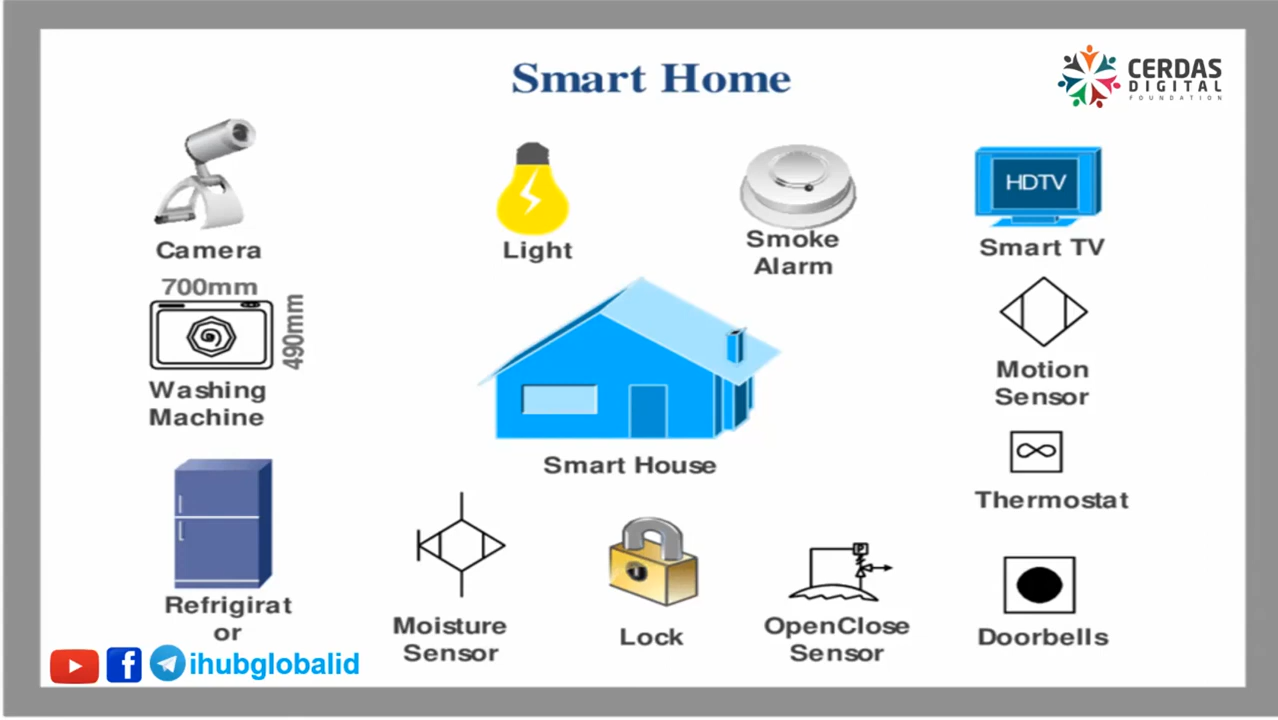 Smart Home
CERDAS
DIGITAL
FOUNDATION
Camera
Light
Smoke
Alarm
HDTV
Smart TV
700mm
490mm
Washing
Machine
Smart House
Motion
Sensor
Thermostat
Refrigirat
or
Moisture
Sensor
Lock
P
OpenClose
Sensor
Doorbells
f
ihubglobalid